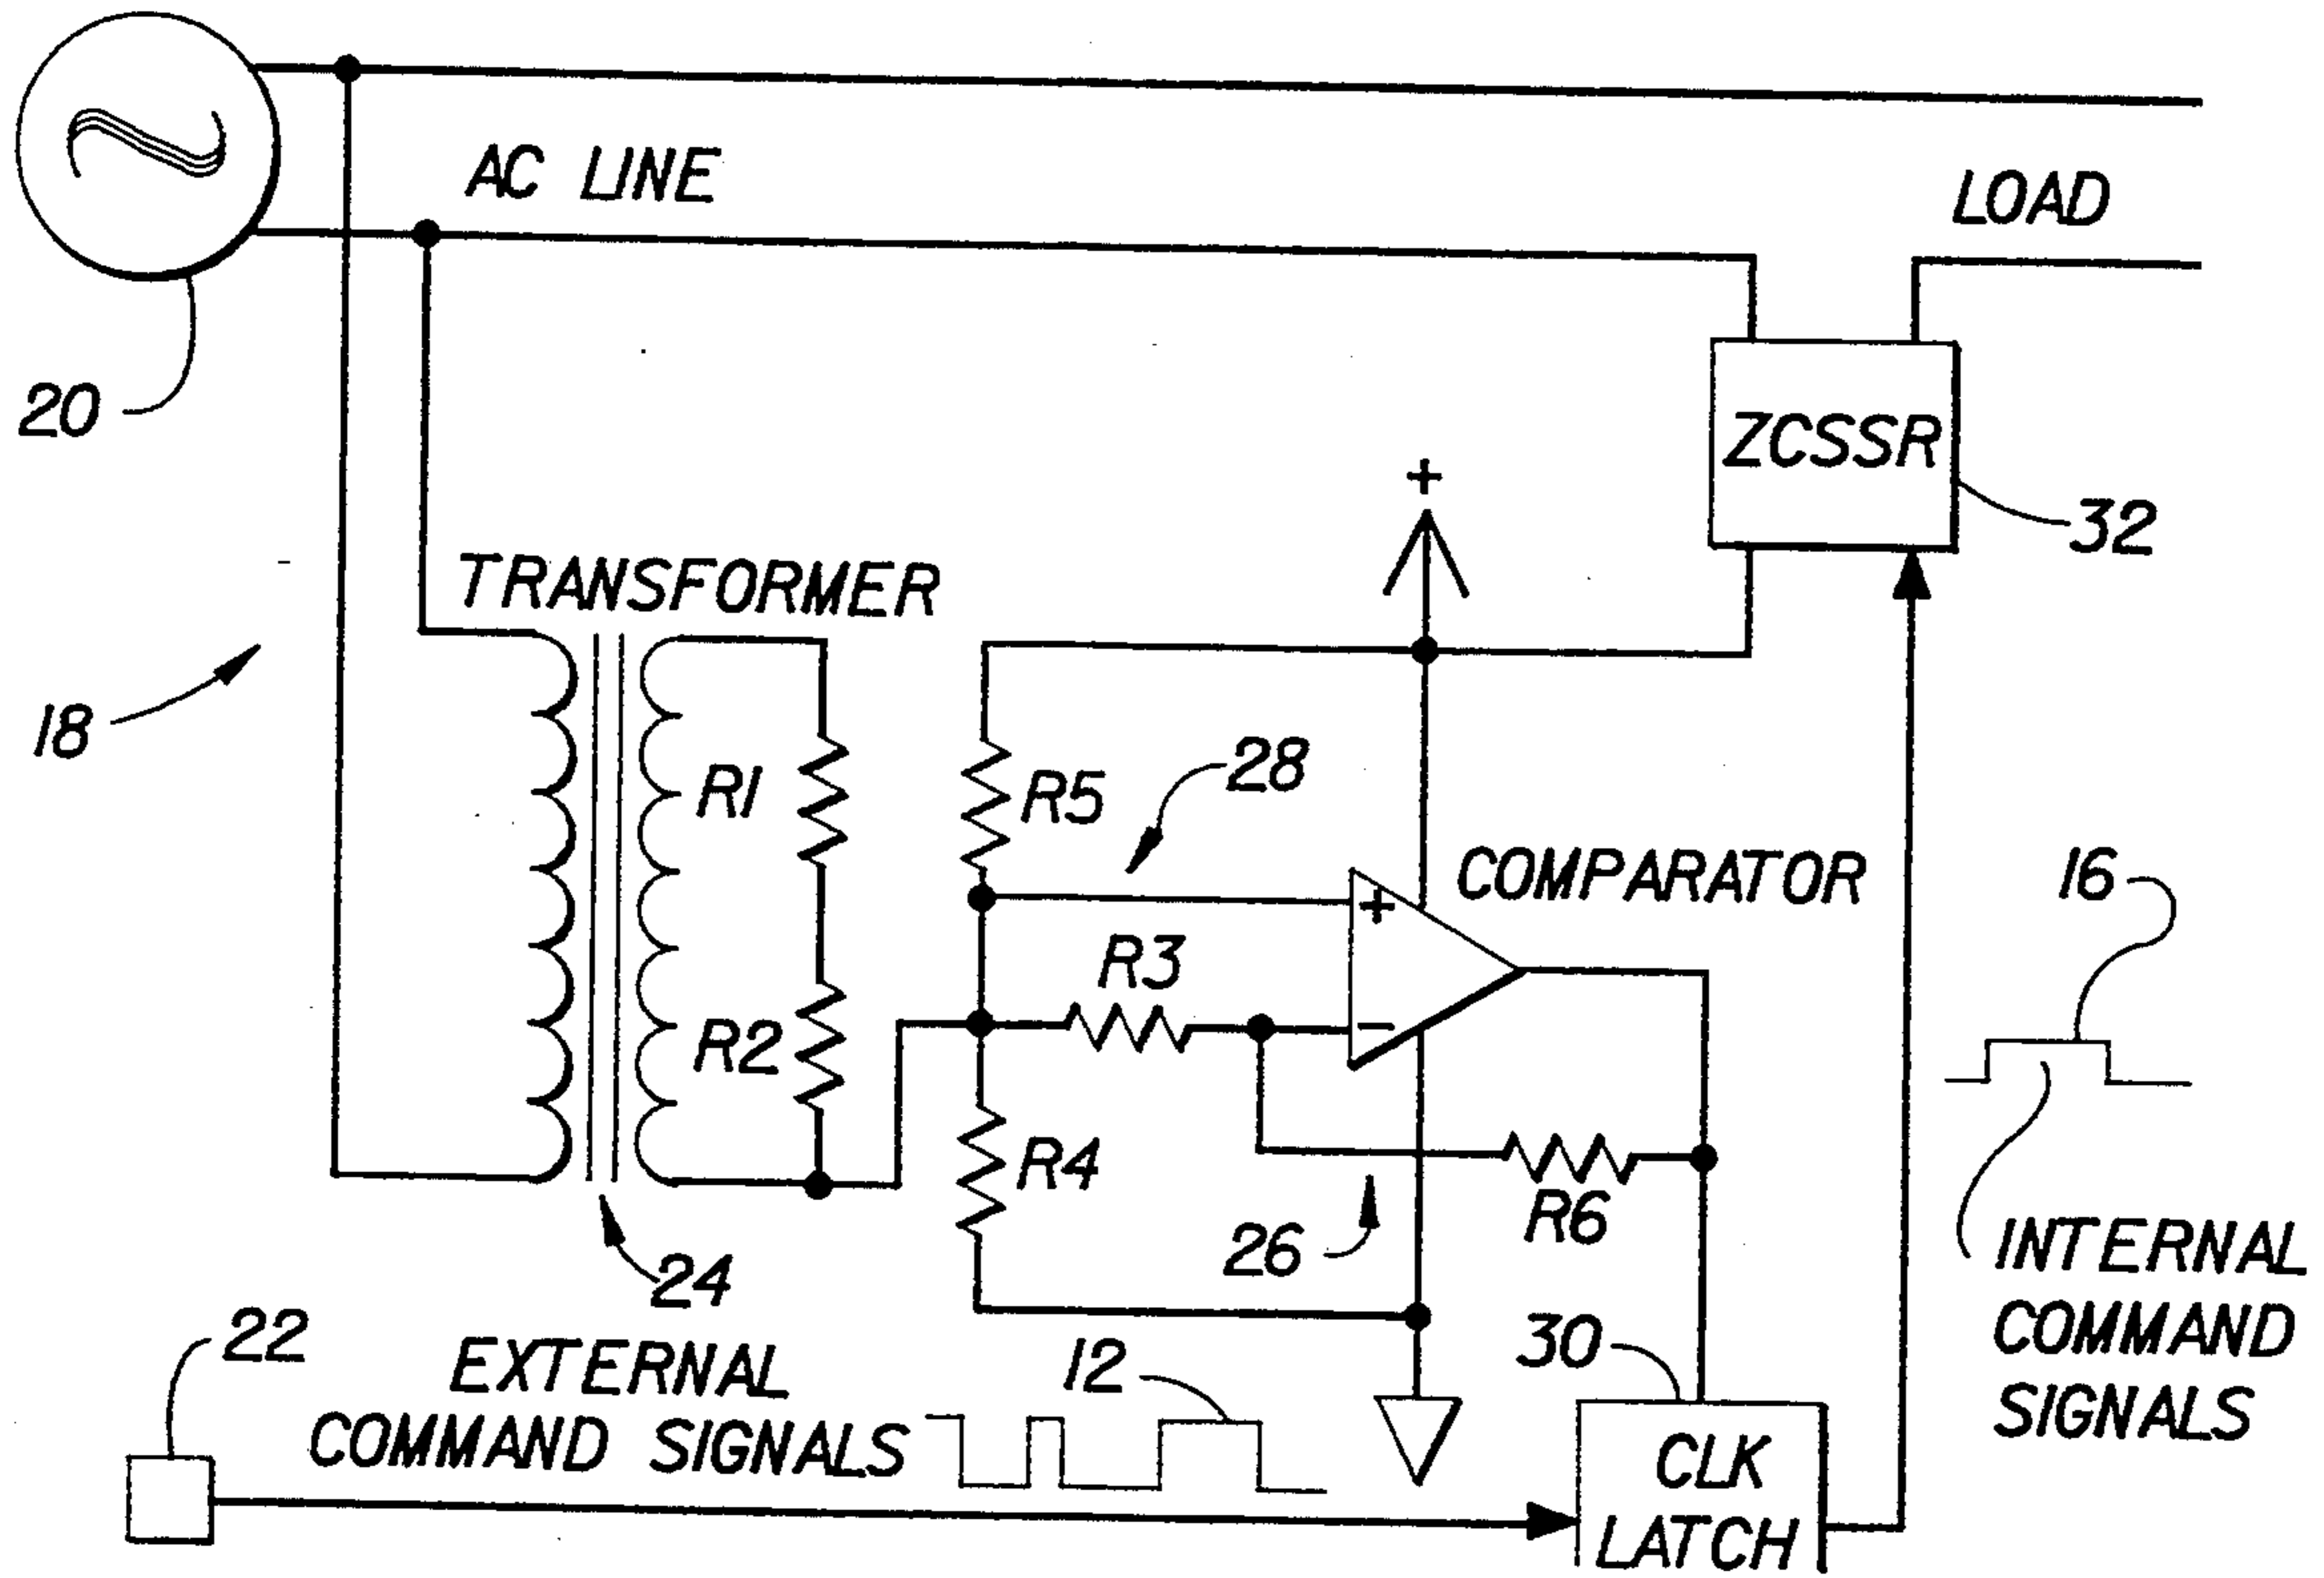 AC LINE
LOAD
20
ZCSSR
32
+
TRANSFORMER
18
R1
R5
28
COMPARATOR
16
+
R3
−
R2
R4
R6
26
24
INTERNAL
COMMAND
SIGNALS
22
EXTERNAL
COMMAND SIGNALS
12
30
CLK
LATCH